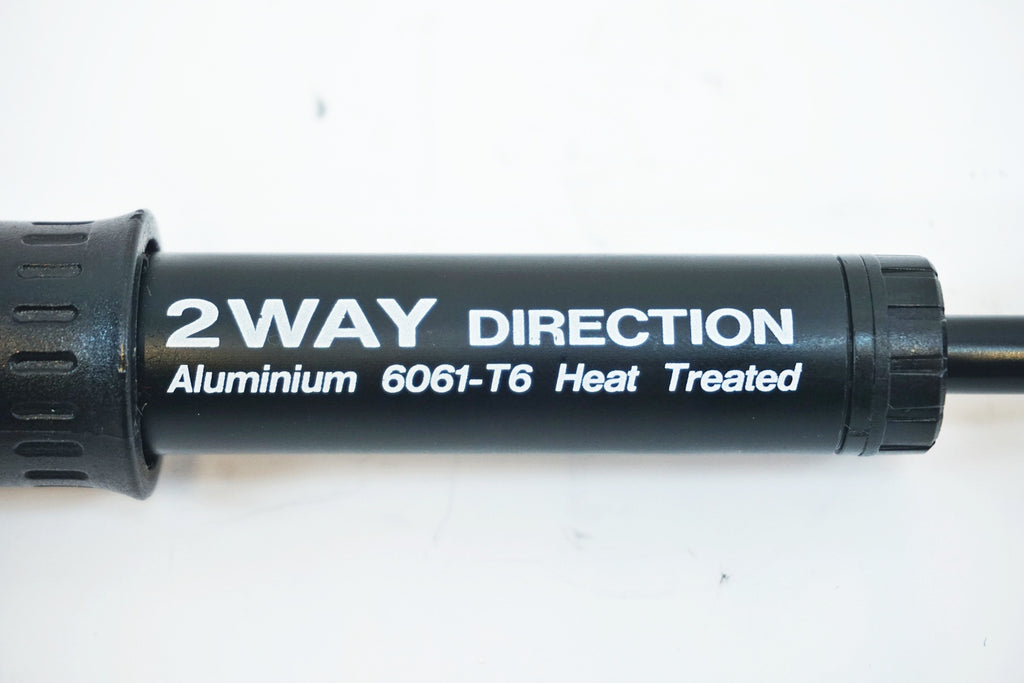 2WAY DIRECTION
Aluminium 6061-T6 Heat Treated